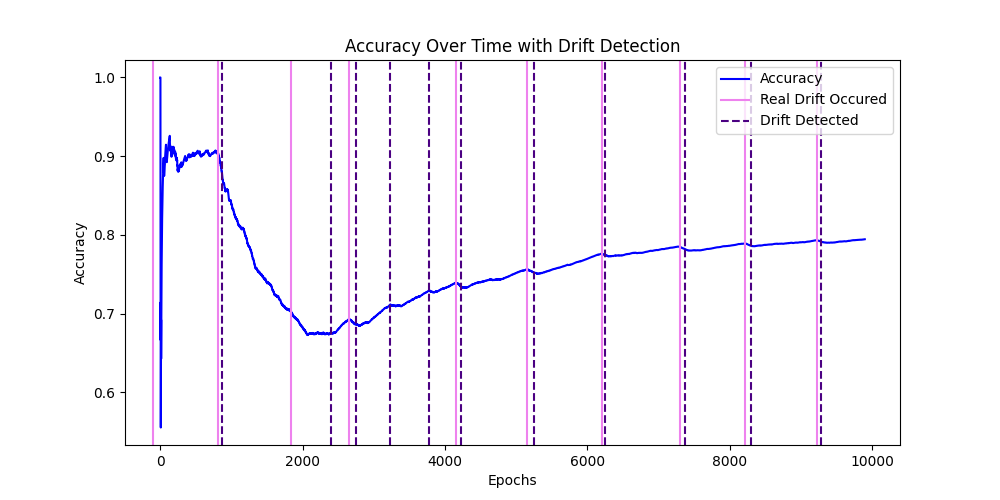 Accuracy Over Time with Drift Detection
Accuracy
Real Drift Occured
Drift Detected
1.0
0.9
0.8
0.7
0.6
Accuracy
0
2000
4000
6000
8000
10000
Epochs